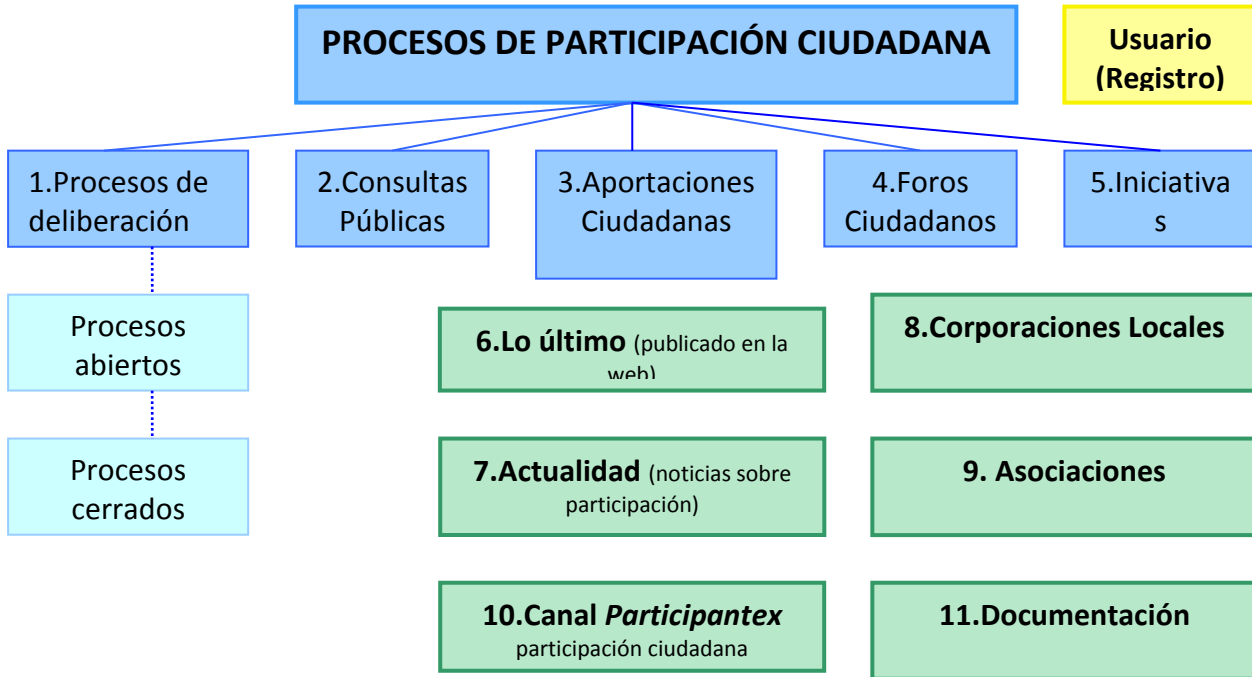 PROCESOS DE PARTICIPACIÓN CIUDADANA
Usuario
(Registro)
1.Procesos de
deliberación
2.Consultas
Públicas
3.Aportaciones
Ciudadanas
4.Foros
Ciudadanos
5.Iniciativa
s
Procesos
abiertos
6.Lo último (publicado en la
web)
8.Corporaciones Locales
Procesos
cerrados
7.Actualidad (noticias sobre
participación)
9. Asociaciones
10.Canal Participantex
participación ciudadana
11.Documentación